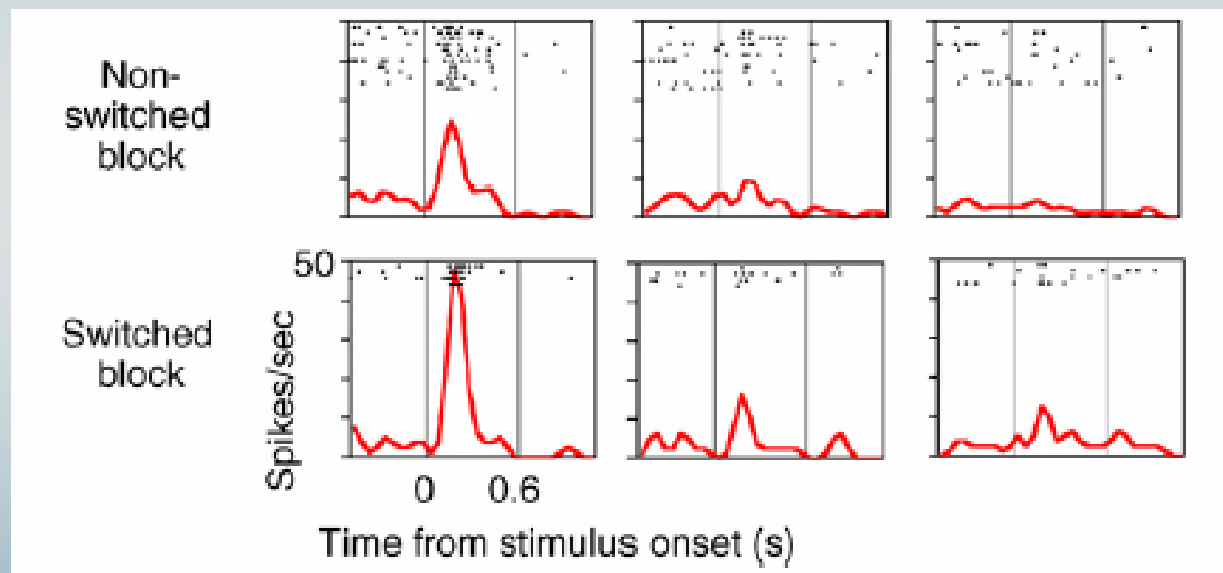 Non-
switched
block
50
Switched
block
Spikes/sec
0 0.6
Time from stimulus onset (s)